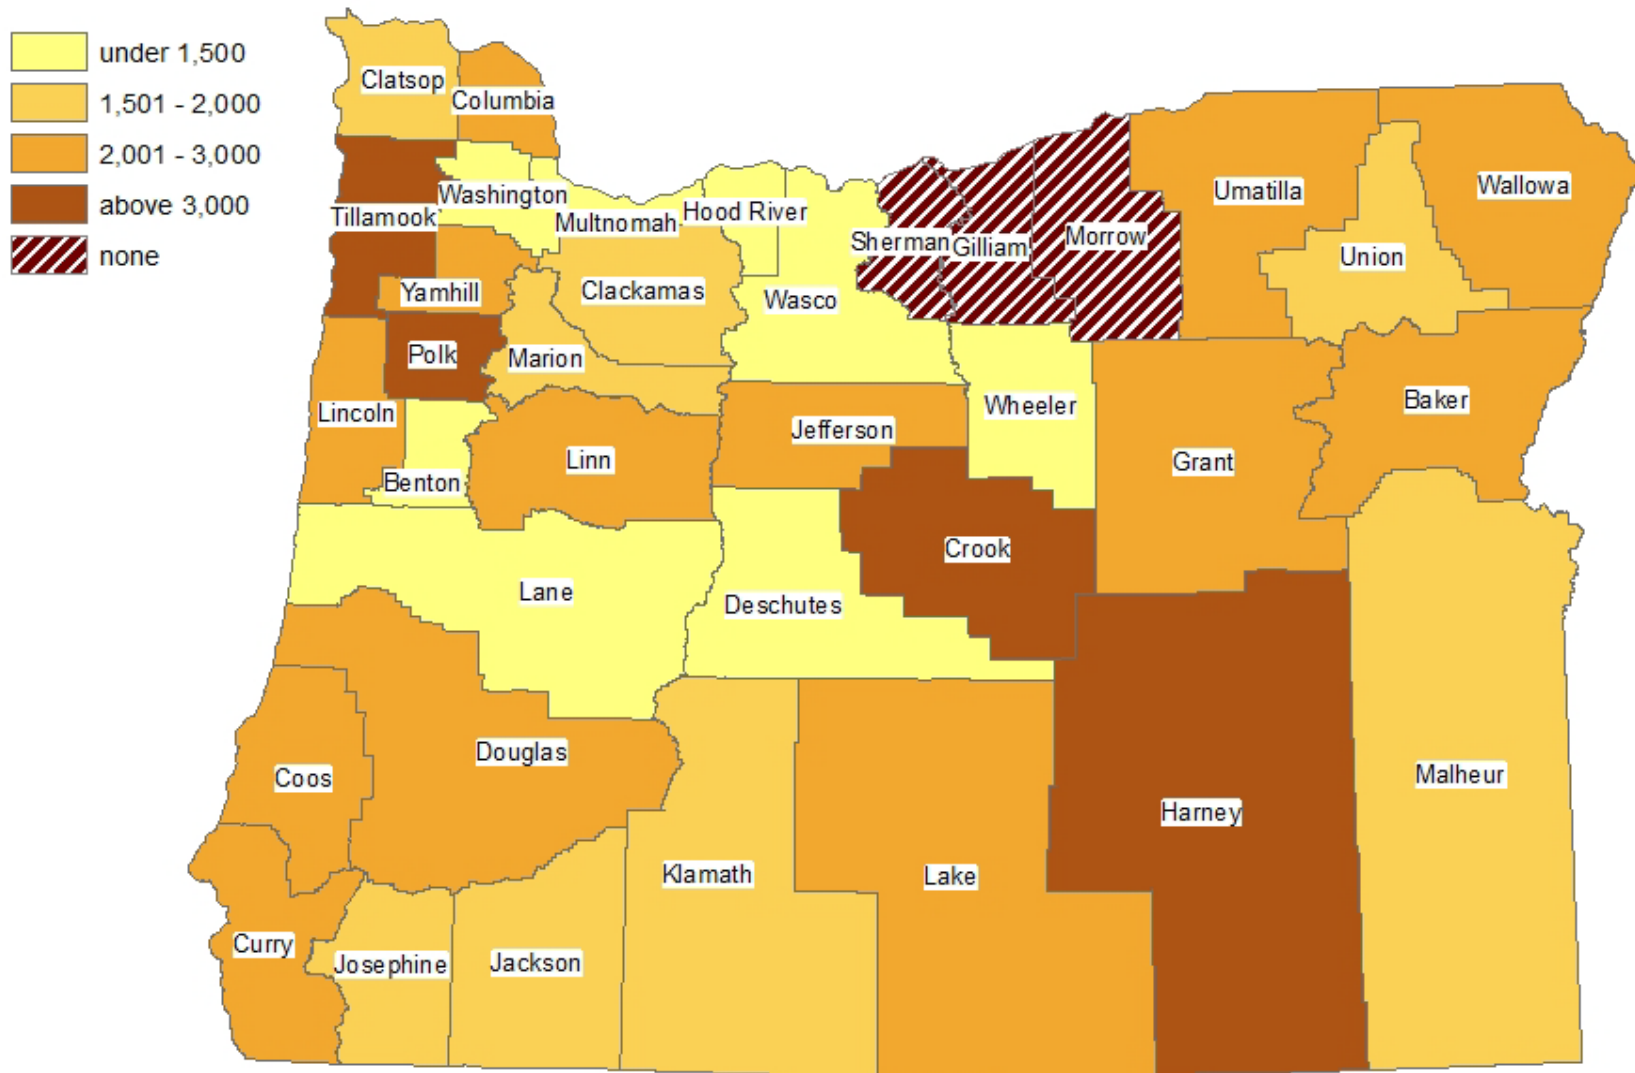 under 1,500
1,501 - 2,000
2,001 - 3,000
above 3,000
none
Clatsop
Columbia
Washington
Tillamook
Multnomah
Hood River
Sherman
Gilliam
Morrow
Umatilla
Wallowa
Union
Yamhill
Clackamas
Wasco
Polk
Marion
Lincoln
Jefferson
Wheeler
Baker
Benton
Linn
Grant
Crook
Lane
Deschutes
Douglas
Coos
Malheur
Harney
Klamath
Lake
Curry
Josephine
Jackson